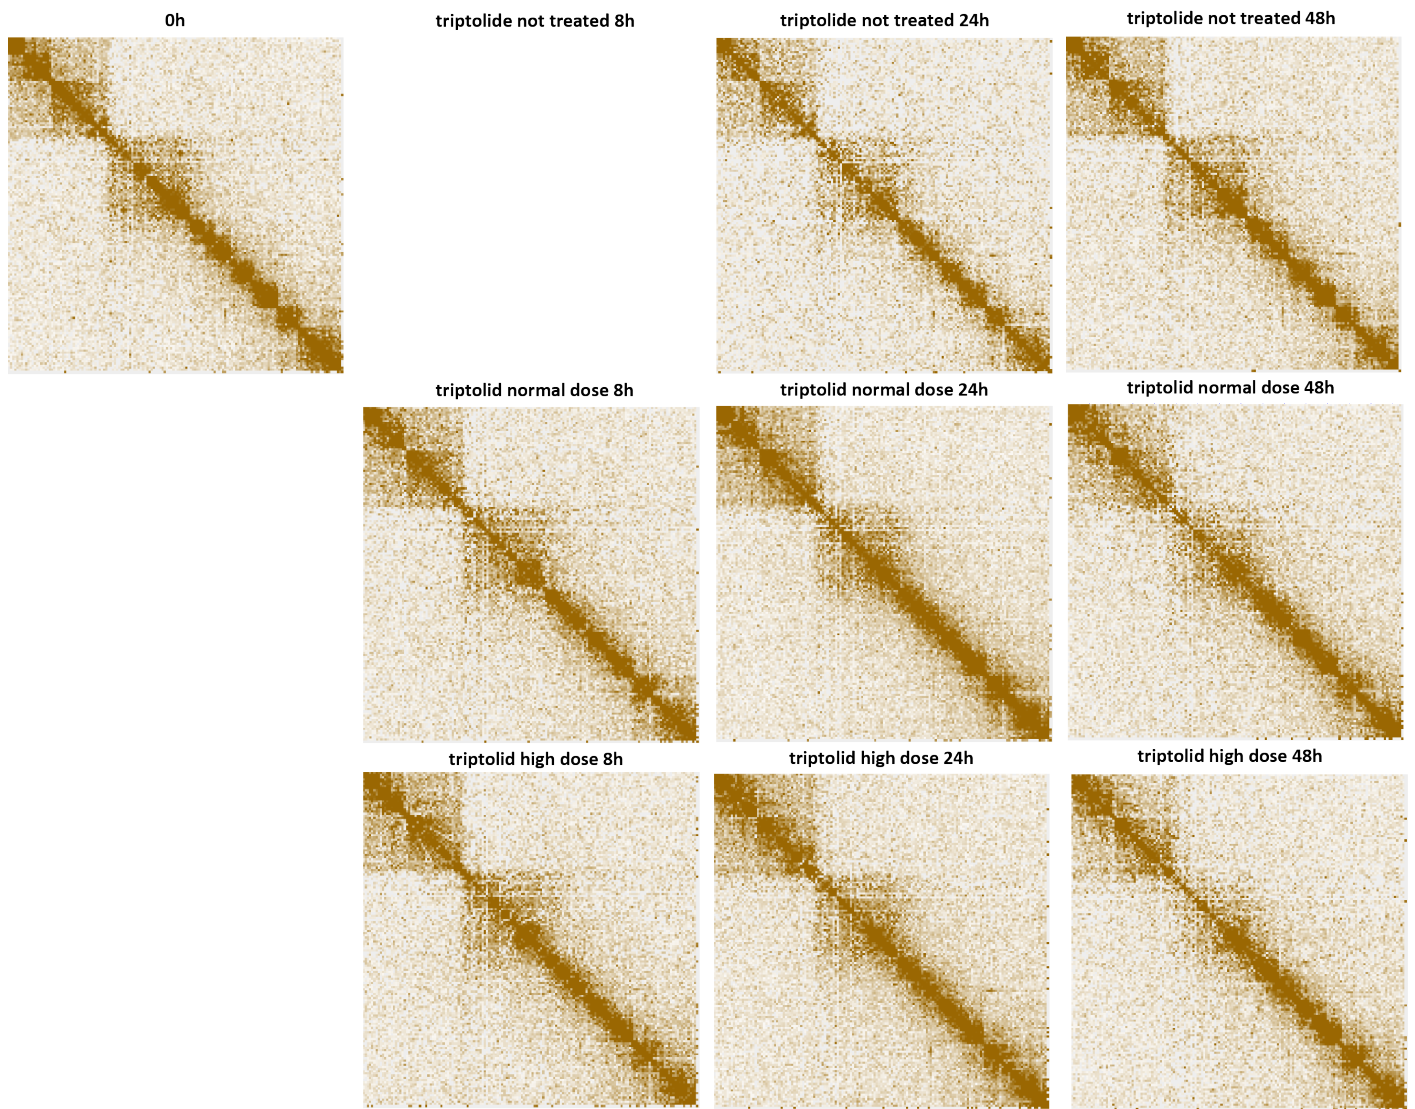 0h
triptolide not treated 8h
triptolide not treated 24h
triptolide not treated 48h
triptolid normal dose 8h
triptolid normal dose 24h
triptolid normal dose 48h
triptolid high dose 8h
triptolid high dose 24h
triptolid high dose 48h